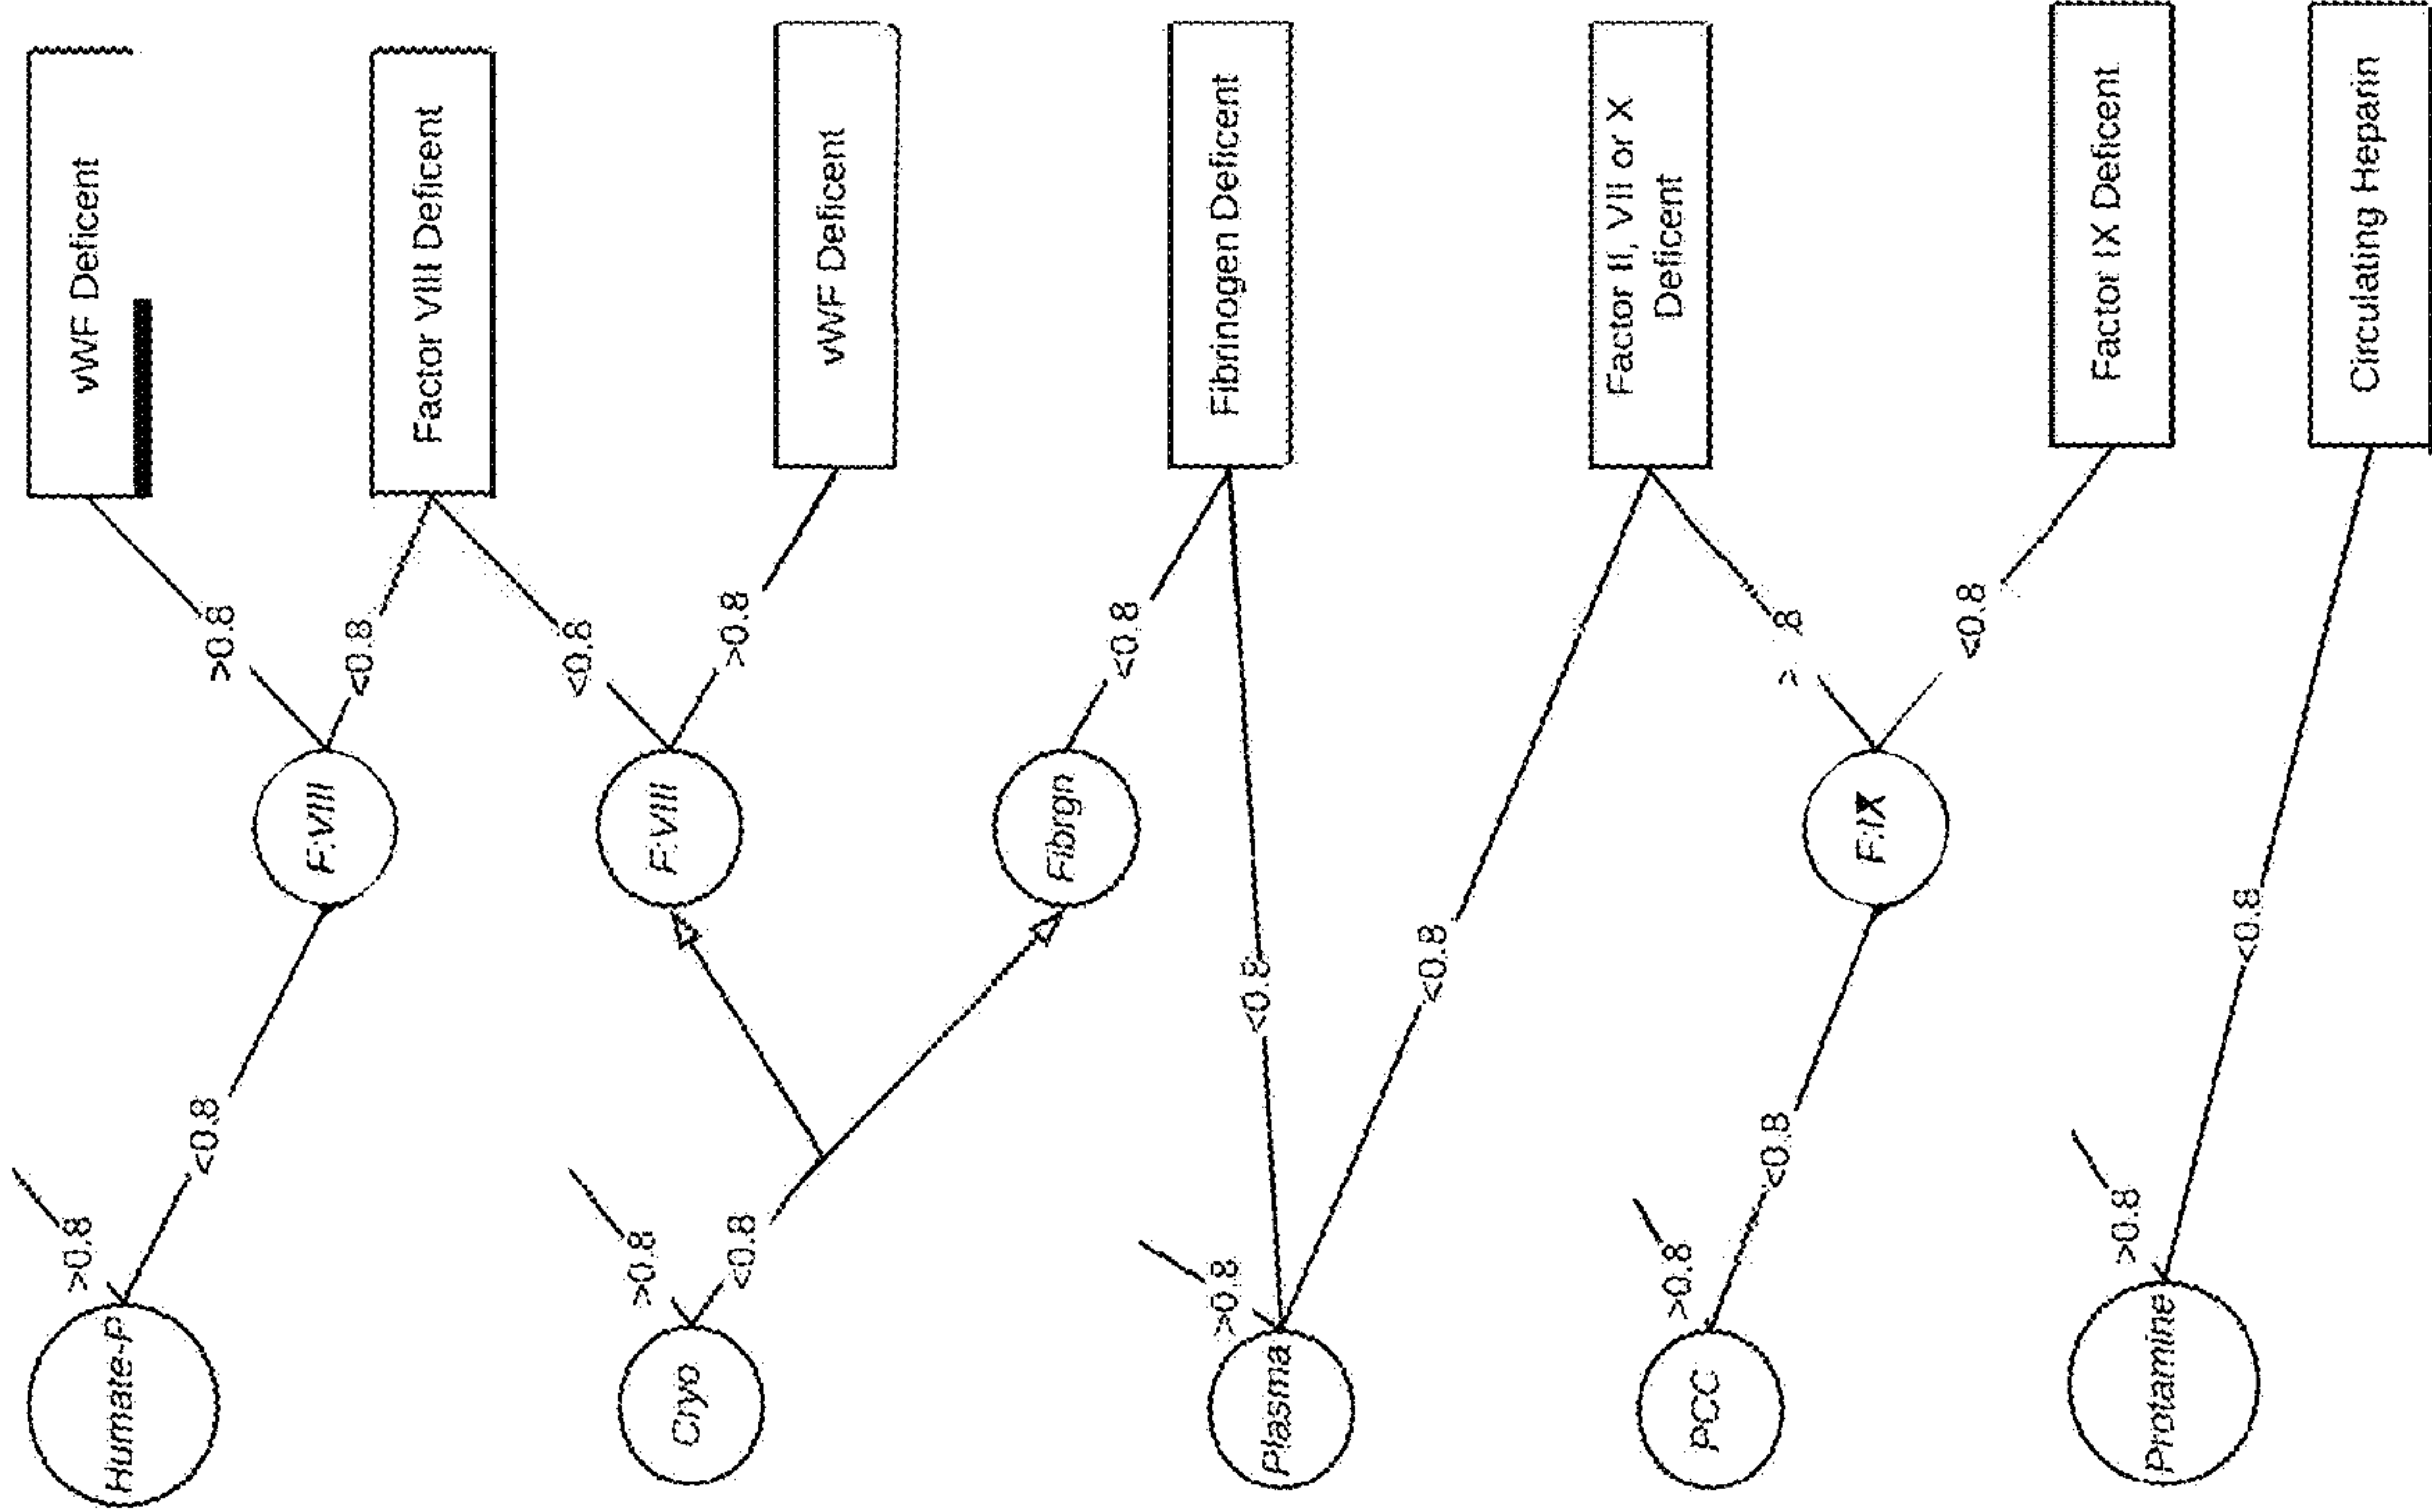 vWF Deficent
Factor VIII Deficent
vWF Deficent
Fibrinogen Deficent
Factor II, VII or X
Deficent
Factor IX Deficent
Circulating Heparin
>0.8
<0.8
<0.8
>0.8
<0.8
<0.8
F.VIII
F.VIII
Fibrgn
F.IX
<0.8
<0.8
<0.8
>0.8
<0.8
>0.8
<0.8
>0.8
>0.8
<0.8
>0.8
Humate-P
Cryo
Plasma
PCC
Protamine